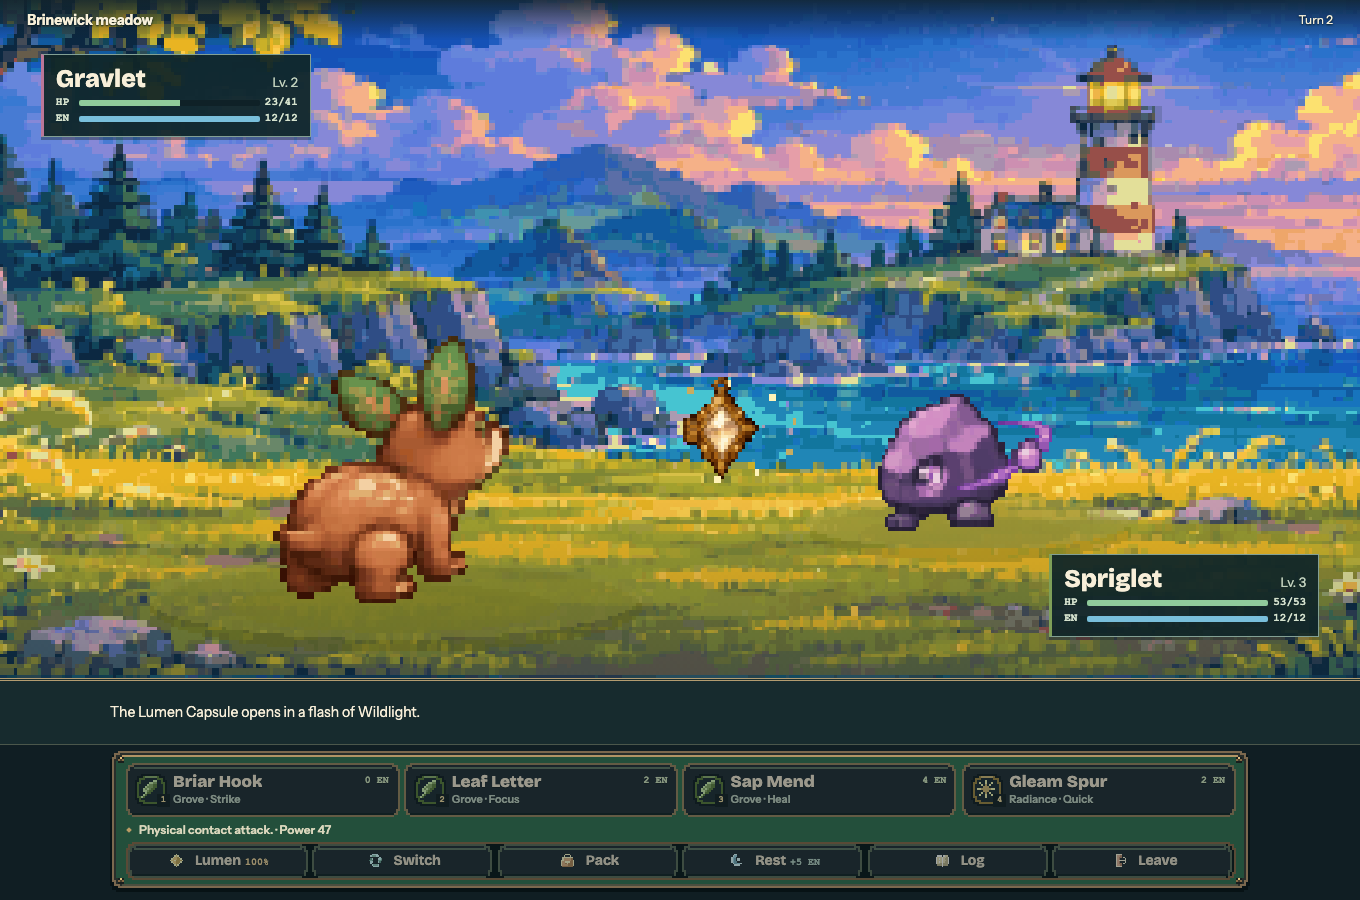 Brinewick meadow
Turn 2
Gravlet Lv. 2
HP 23/41
EN 12/12
Spriglet Lv. 3
HP 53/53
EN 12/12
The Lumen Capsule opens in a flash of Wildlight.
Briar Hook 0 EN
1 Grove·Strike
Leaf Letter 2 EN
2 Grove·Focus
Sap Mend 4 EN
3 Grove·Heal
Gleam Spur 2 EN
4 Radiance·Quick
Physical contact attack.·Power 47
Lumen 100%
Switch
Pack
Rest +5 EN
Log
Leave